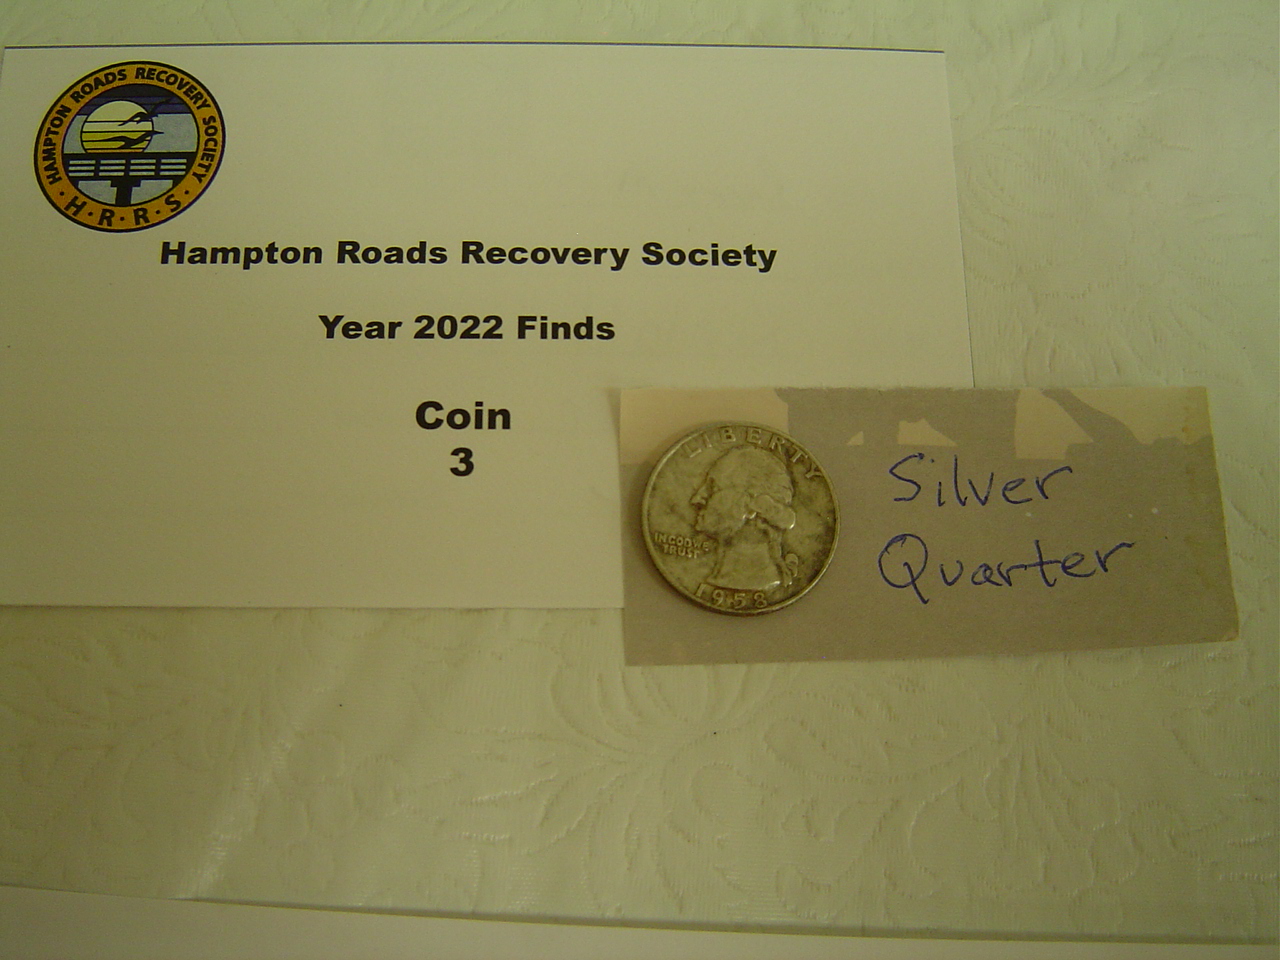 HAMPTON ROADS RECOVERY SOCIETY
· H · R · R · S ·
Hampton Roads Recovery Society
Year 2022 Finds
Coin
3
LIBERTY
IN GOD WE
TRUST
1958
Silver
Quarter